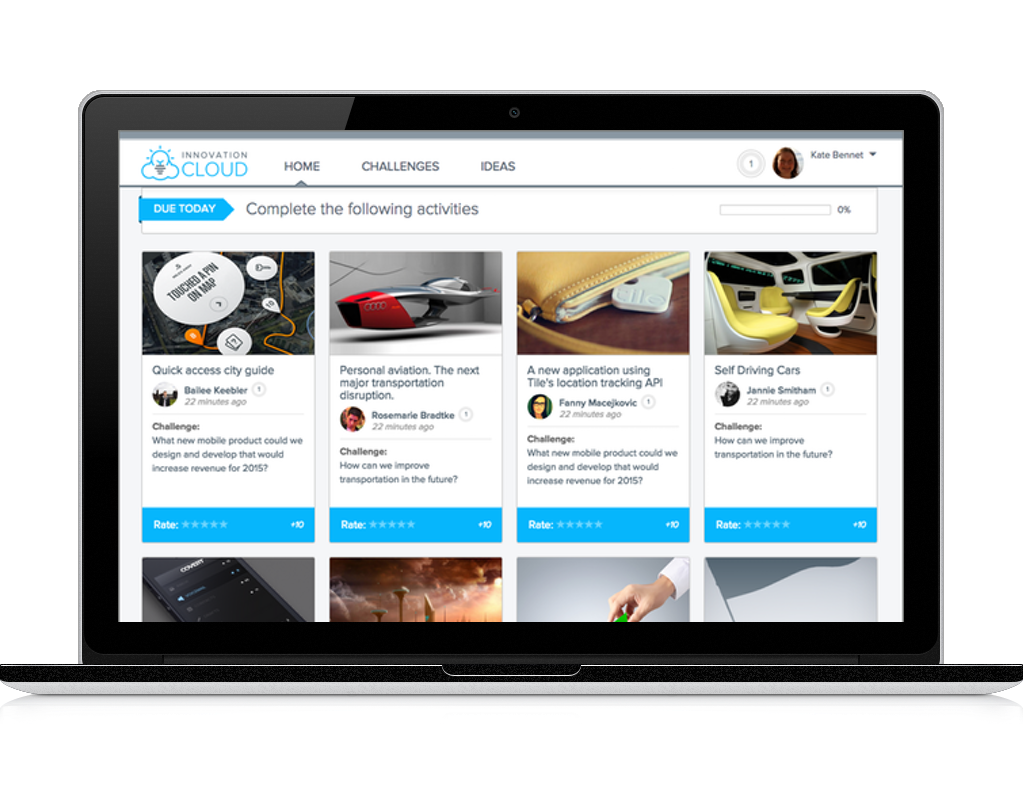 INNOVATION
CLOUD
HOME
CHALLENGES
IDEAS
1
Kate Bennet
DUE TODAY
Complete the following activities
0%
TOUCHED A PIN
ON MAP
Quick access city guide
Bailee Keebler 1
22 minutes ago
Challenge:
What new mobile product could we
design and develop that would
increase revenue for 2015?
Rate:
+10
Personal aviation. The next
major transportation
disruption.
Rosemarie Bradtke 1
22 minutes ago
Challenge:
How can we improve
transportation in the future?
Rate:
+10
tile
A new application using
Tile's location tracking API
Fanny Macejkovic 1
22 minutes ago
Challenge:
What new mobile product could we
design and develop that would
increase revenue for 2015?
Rate:
+10
Self Driving Cars
Jannie Smitham 1
22 minutes ago
Challenge:
How can we improve
transportation in the future?
Rate:
+10
COVERT